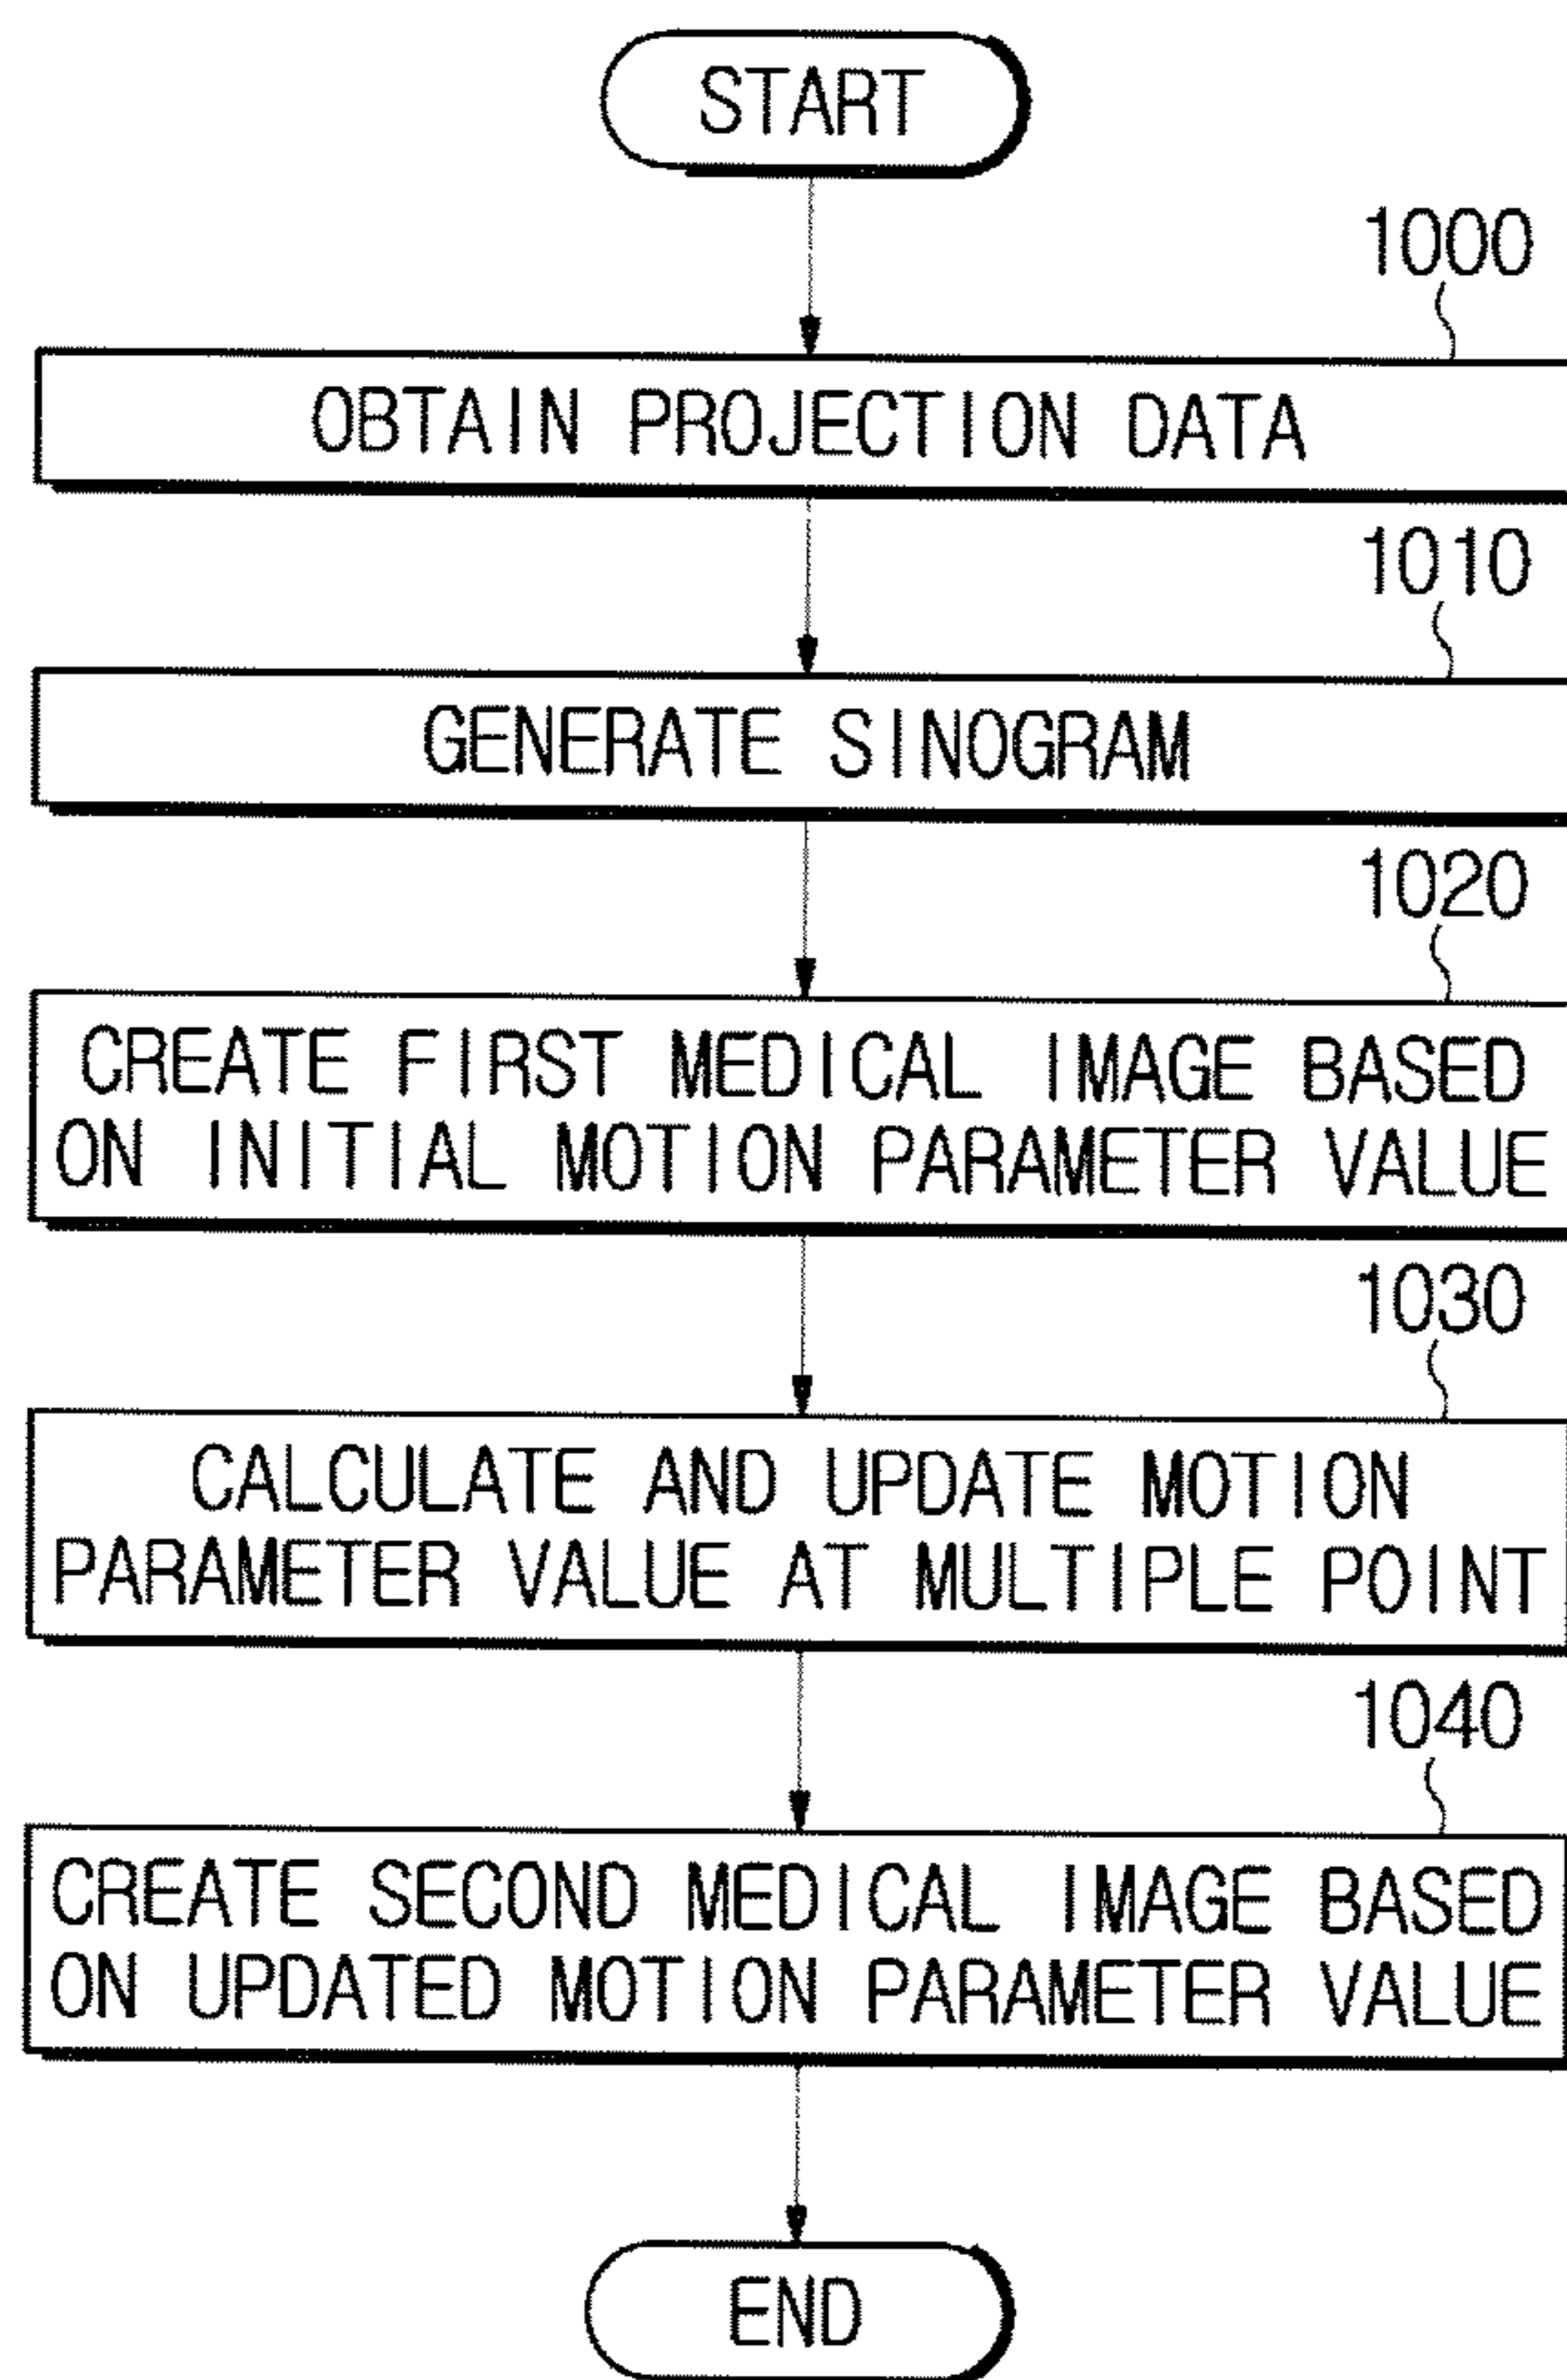 START
1000
OBTAIN PROJECTION DATA
1010
GENERATE SINOGRAM
1020
CREATE FIRST MEDICAL IMAGE BASED
ON INITIAL MOTION PARAMETER VALUE
1030
CALCULATE AND UPDATE MOTION
PARAMETER VALUE AT MULTIPLE POINT
1040
CREATE SECOND MEDICAL IMAGE BASED
ON UPDATED MOTION PARAMETER VALUE
END